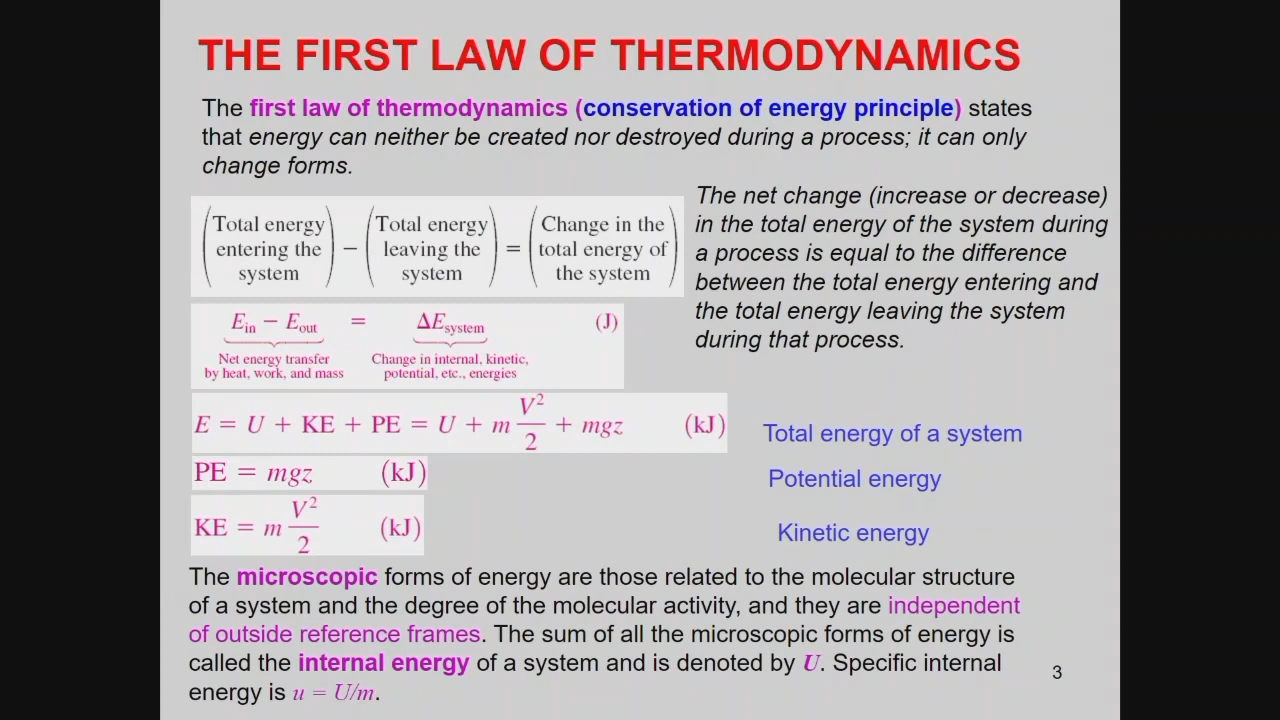 THE FIRST LAW OF THERMODYNAMICS
The first law of thermodynamics (conservation of energy principle) states
that energy can neither be created nor destroyed during a process; it can only
change forms.
(Total energy entering the system) − (Total energy leaving the system) = (Change in the total energy of the system)
The net change (increase or decrease)
in the total energy of the system during
a process is equal to the difference
between the total energy entering and
the total energy leaving the system
during that process.
E_in − E_out = ΔE_system (J)
Net energy transfer Change in internal, kinetic,
by heat, work, and mass potential, etc., energies
E = U + KE + PE = U + m V²/2 + mgz (kJ) Total energy of a system
PE = mgz (kJ) Potential energy
KE = m V²/2 (kJ) Kinetic energy
The microscopic forms of energy are those related to the molecular structure
of a system and the degree of the molecular activity, and they are independent
of outside reference frames. The sum of all the microscopic forms of energy is
called the internal energy of a system and is denoted by U. Specific internal
energy is u = U/m.
3